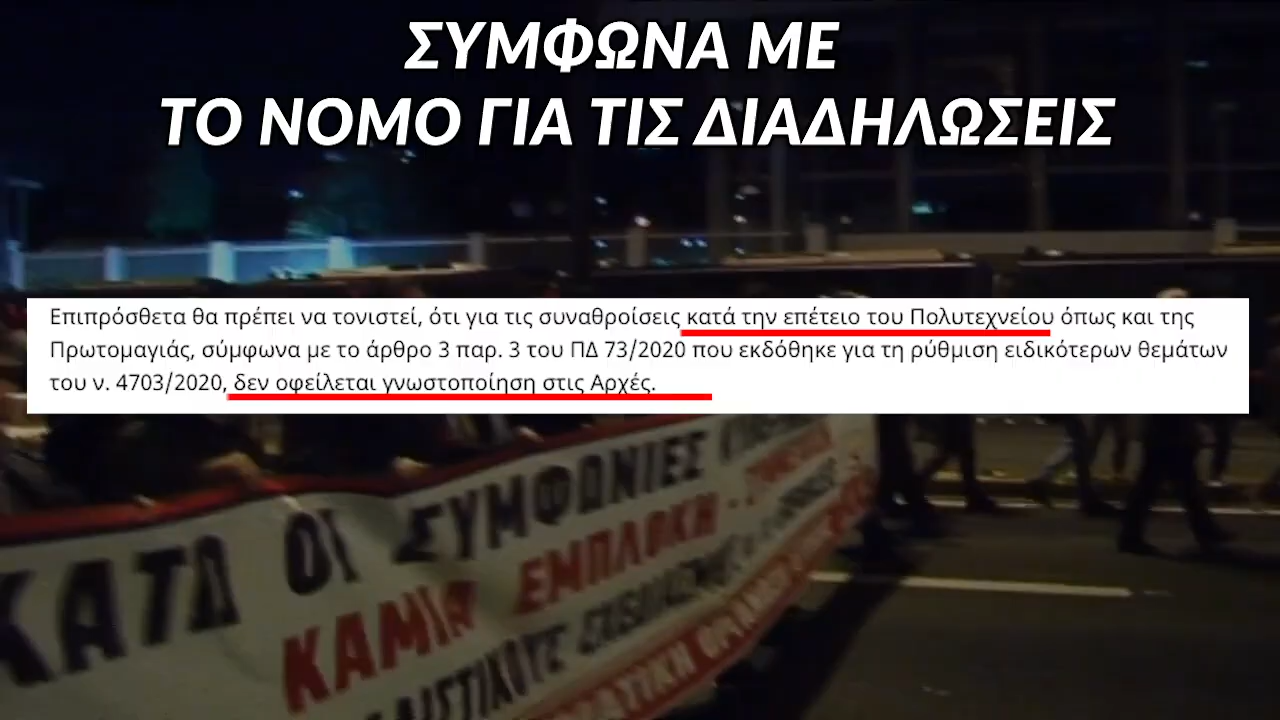 ΣΥΜΦΩΝΑ ΜΕ
ΤΟ ΝΟΜΟ ΓΙΑ ΤΙΣ ΔΙΑΔΗΛΩΣΕΙΣ
Επιπρόσθετα θα πρέπει να τονιστεί, ότι για τις συναθροίσεις κατά την επέτειο του Πολυτεχνείου όπως και της
Πρωτομαγιάς, σύμφωνα με το άρθρο 3 παρ. 3 του ΠΔ 73/2020 που εκδόθηκε για τη ρύθμιση ειδικότερων θεμάτων
του ν. 4703/2020, δεν οφείλεται γνωστοποίηση στις Αρχές.
ΚΑΤΩ ΟΙ ΣΥΜΦΩΝΙΕΣ
ΚΑΜΙΑ ΕΜΠΛΟΚΗ